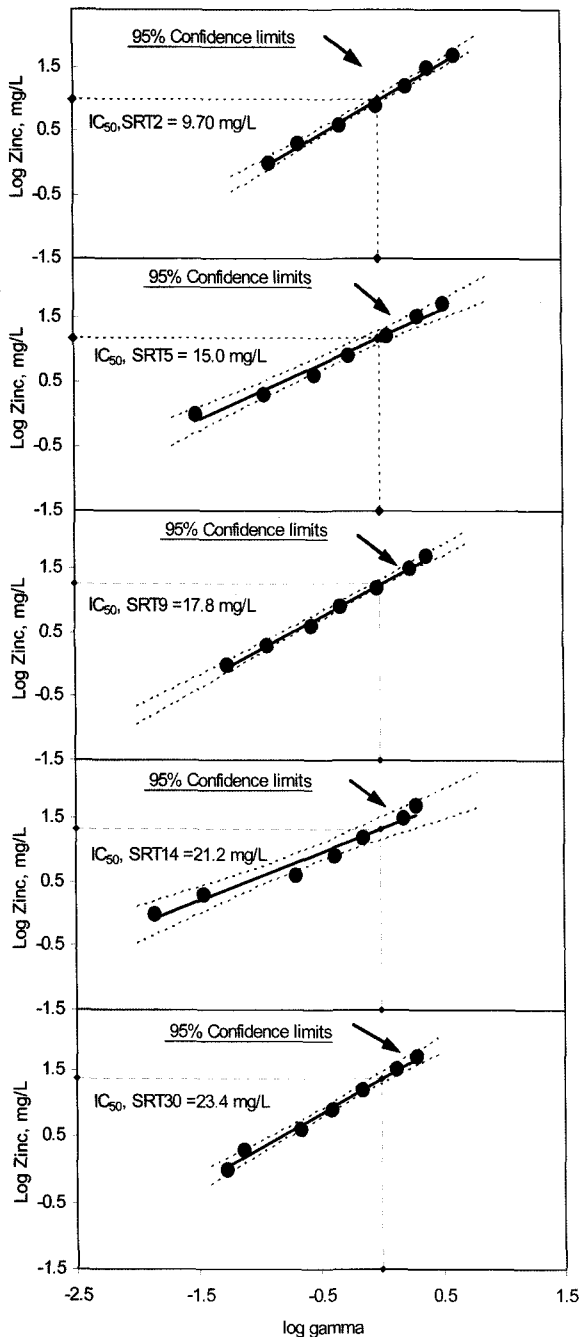 95% Confidence limits
Log Zinc, mg/L
1.5
0.5
-0.5
-1.5
IC50,SRT2 = 9.70 mg/L
95% Confidence limits
Log Zinc, mg/L
1.5
0.5
-0.5
-1.5
IC50, SRT5 = 15.0 mg/L
95% Confidence limits
Log Zinc, mg/L
1.5
0.5
-0.5
-1.5
IC50, SRT9 =17.8 mg/L
95% Confidence limits
Log Zinc, mg/L
1.5
0.5
-0.5
-1.5
IC50, SRT14 =21.2 mg/L
95% Confidence limits
Log Zinc, mg/L
1.5
0.5
-0.5
-1.5
IC50, SRT30 =23.4 mg/L
-2.5 -1.5 -0.5 0.5 1.5
log gamma